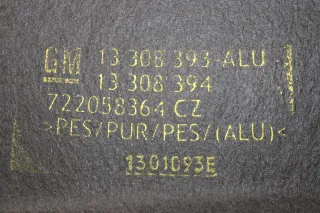 GM 13 308 393-ALU
13 308 394
722058364 CZ
>PES/PUR/PES/(ALU)<
1301093E